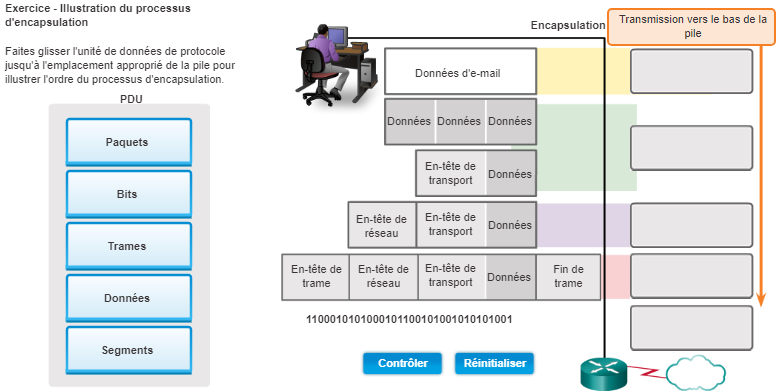 Exercice - Illustration du processus
d'encapsulation
Faites glisser l'unité de données de protocole
jusqu'à l'emplacement approprié de la pile pour
illustrer l'ordre du processus d'encapsulation.
PDU
Paquets
Bits
Trames
Données
Segments
Encapsulation
Transmission vers le bas de la
pile
Données d'e-mail
Données Données Données
En-tête de
transport
Données
En-tête de
réseau
En-tête de
transport
Données
En-tête de
trame
En-tête de
réseau
En-tête de
transport
Données
Fin de
trame
1100010101000101100101001010101001
Contrôler
Réinitialiser